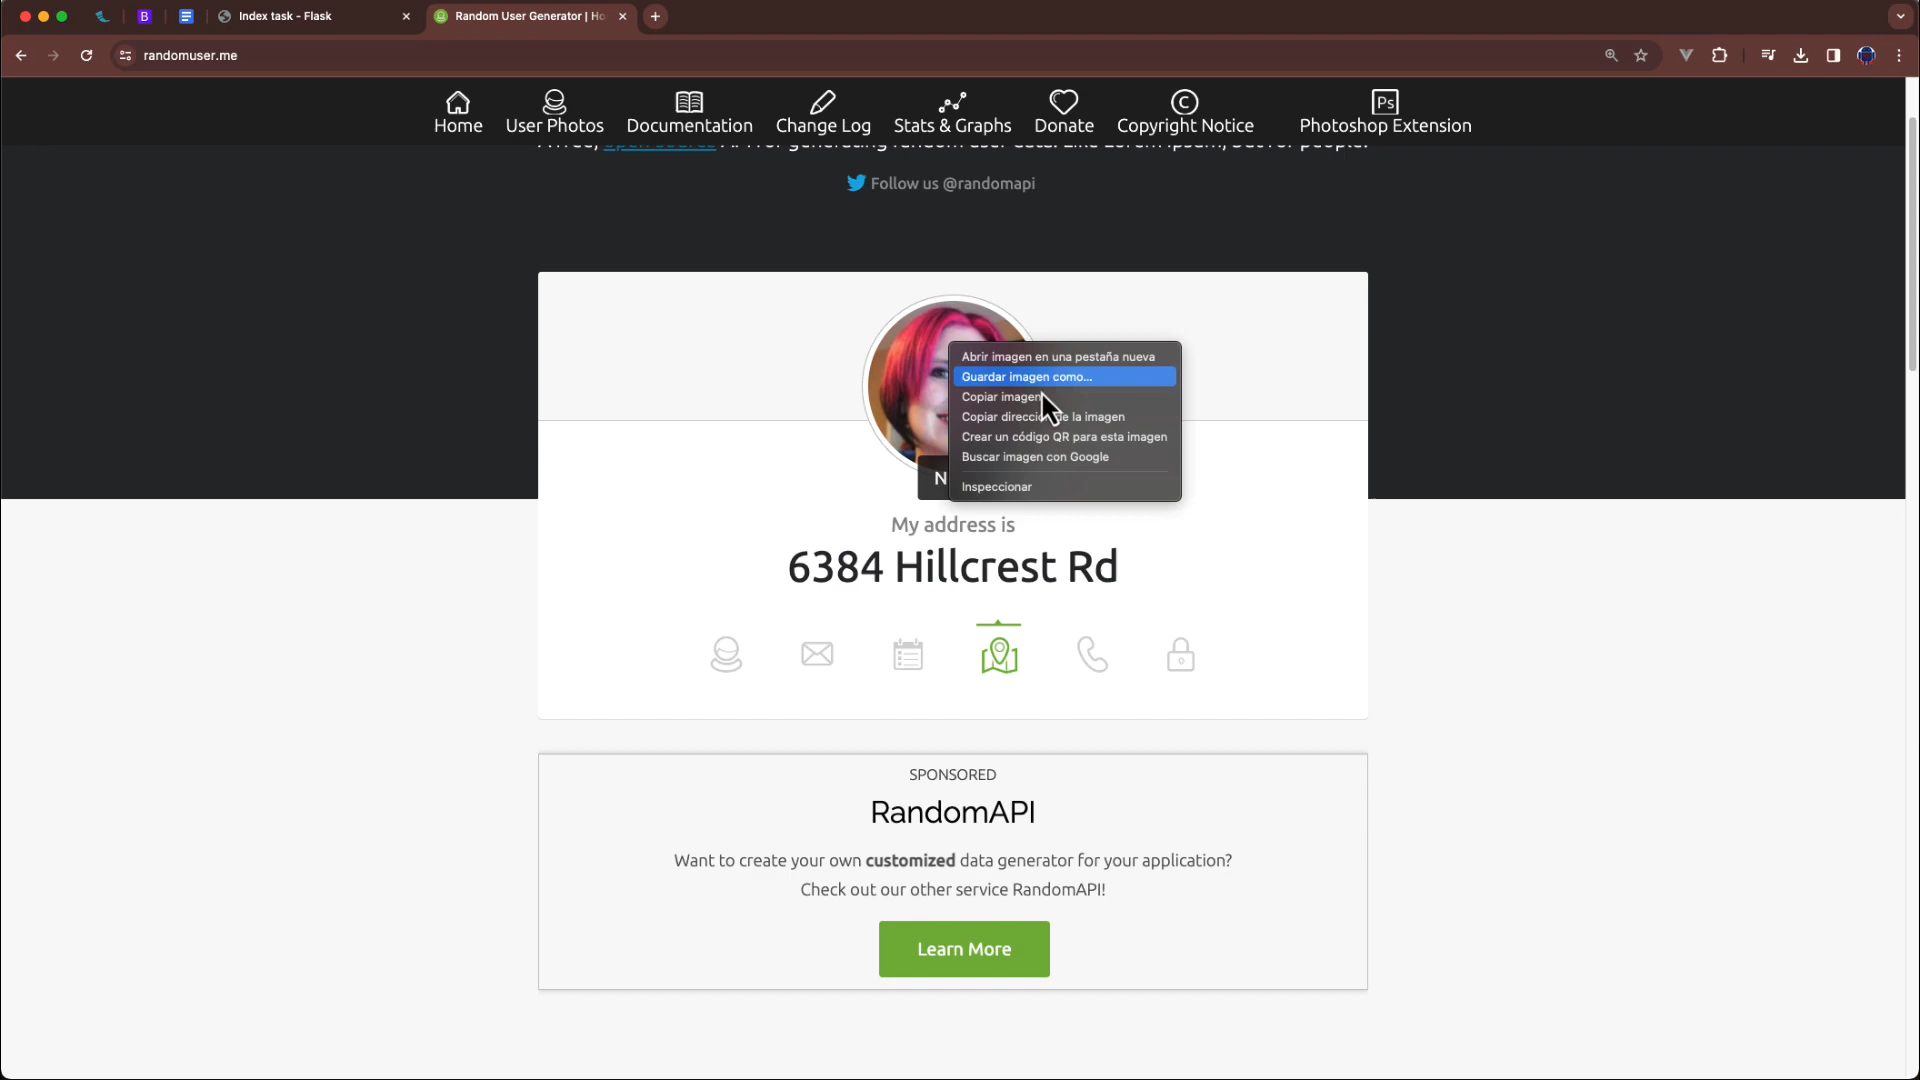 Index task - Flask
Random User Generator | Ho
randomuser.me
Home
User Photos
Documentation
Change Log
Stats & Graphs
Donate
Copyright Notice
Ps
Photoshop Extension
Follow us @randomapi
Abrir imagen en una pestaña nueva
Guardar imagen como...
Copiar imagen
de la imagen
Crear un código QR para esta imagen
Buscar imagen con Google
Inspeccionar
N
My address is
6384 Hillcrest Rd
SPONSORED
RandomAPI
Want to create your own customized data generator for your application?
Check out our other service RandomAPI!
Learn More